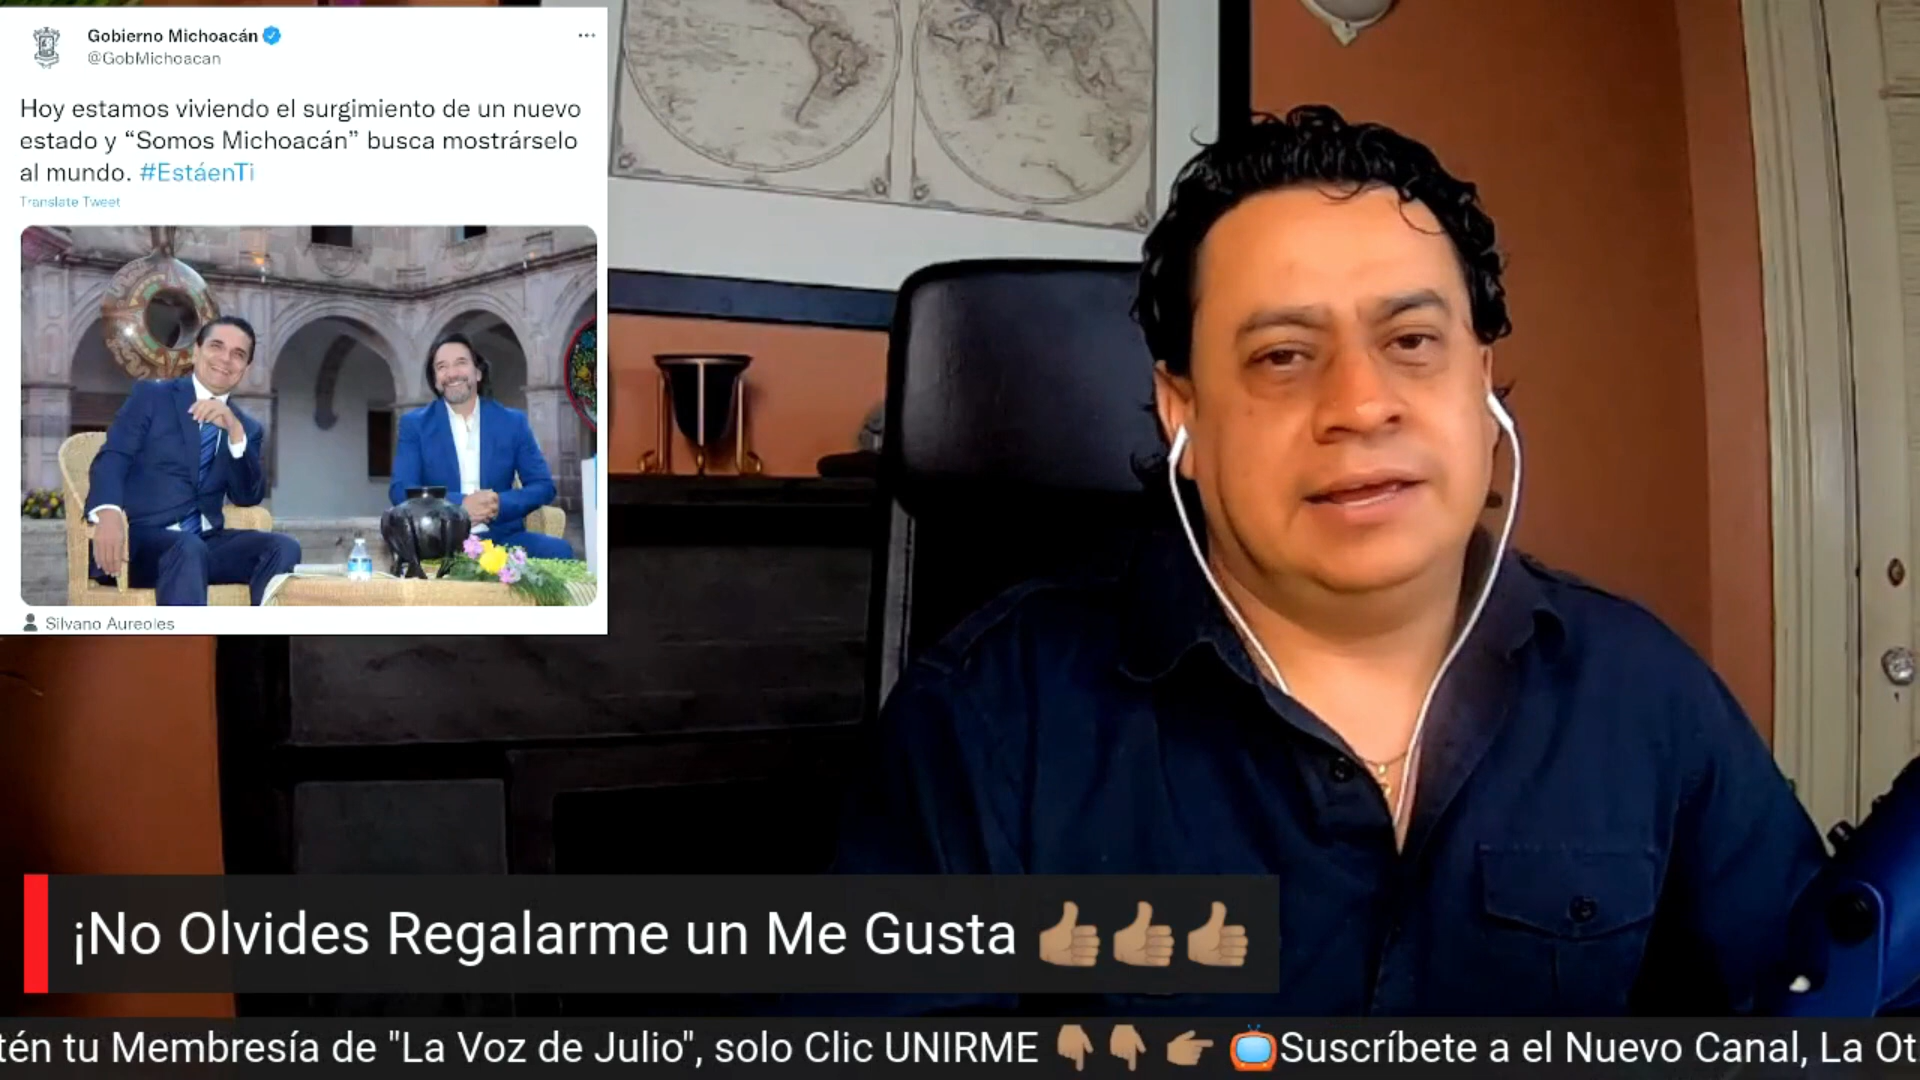 Gobierno Michoacán
@GobMichoacan
Hoy estamos viviendo el surgimiento de un nuevo
estado y “Somos Michoacán” busca mostrárselo
al mundo. #EstáenTi
Translate Tweet
Silvano Aureoles
¡No Olvides Regalarme un Me Gusta 👍🏽👍🏽👍🏽
tén tu Membresía de "La Voz de Julio", solo Clic UNIRME 👇🏽👇🏽 👉🏽 📺Suscríbete a el Nuevo Canal, La Ot